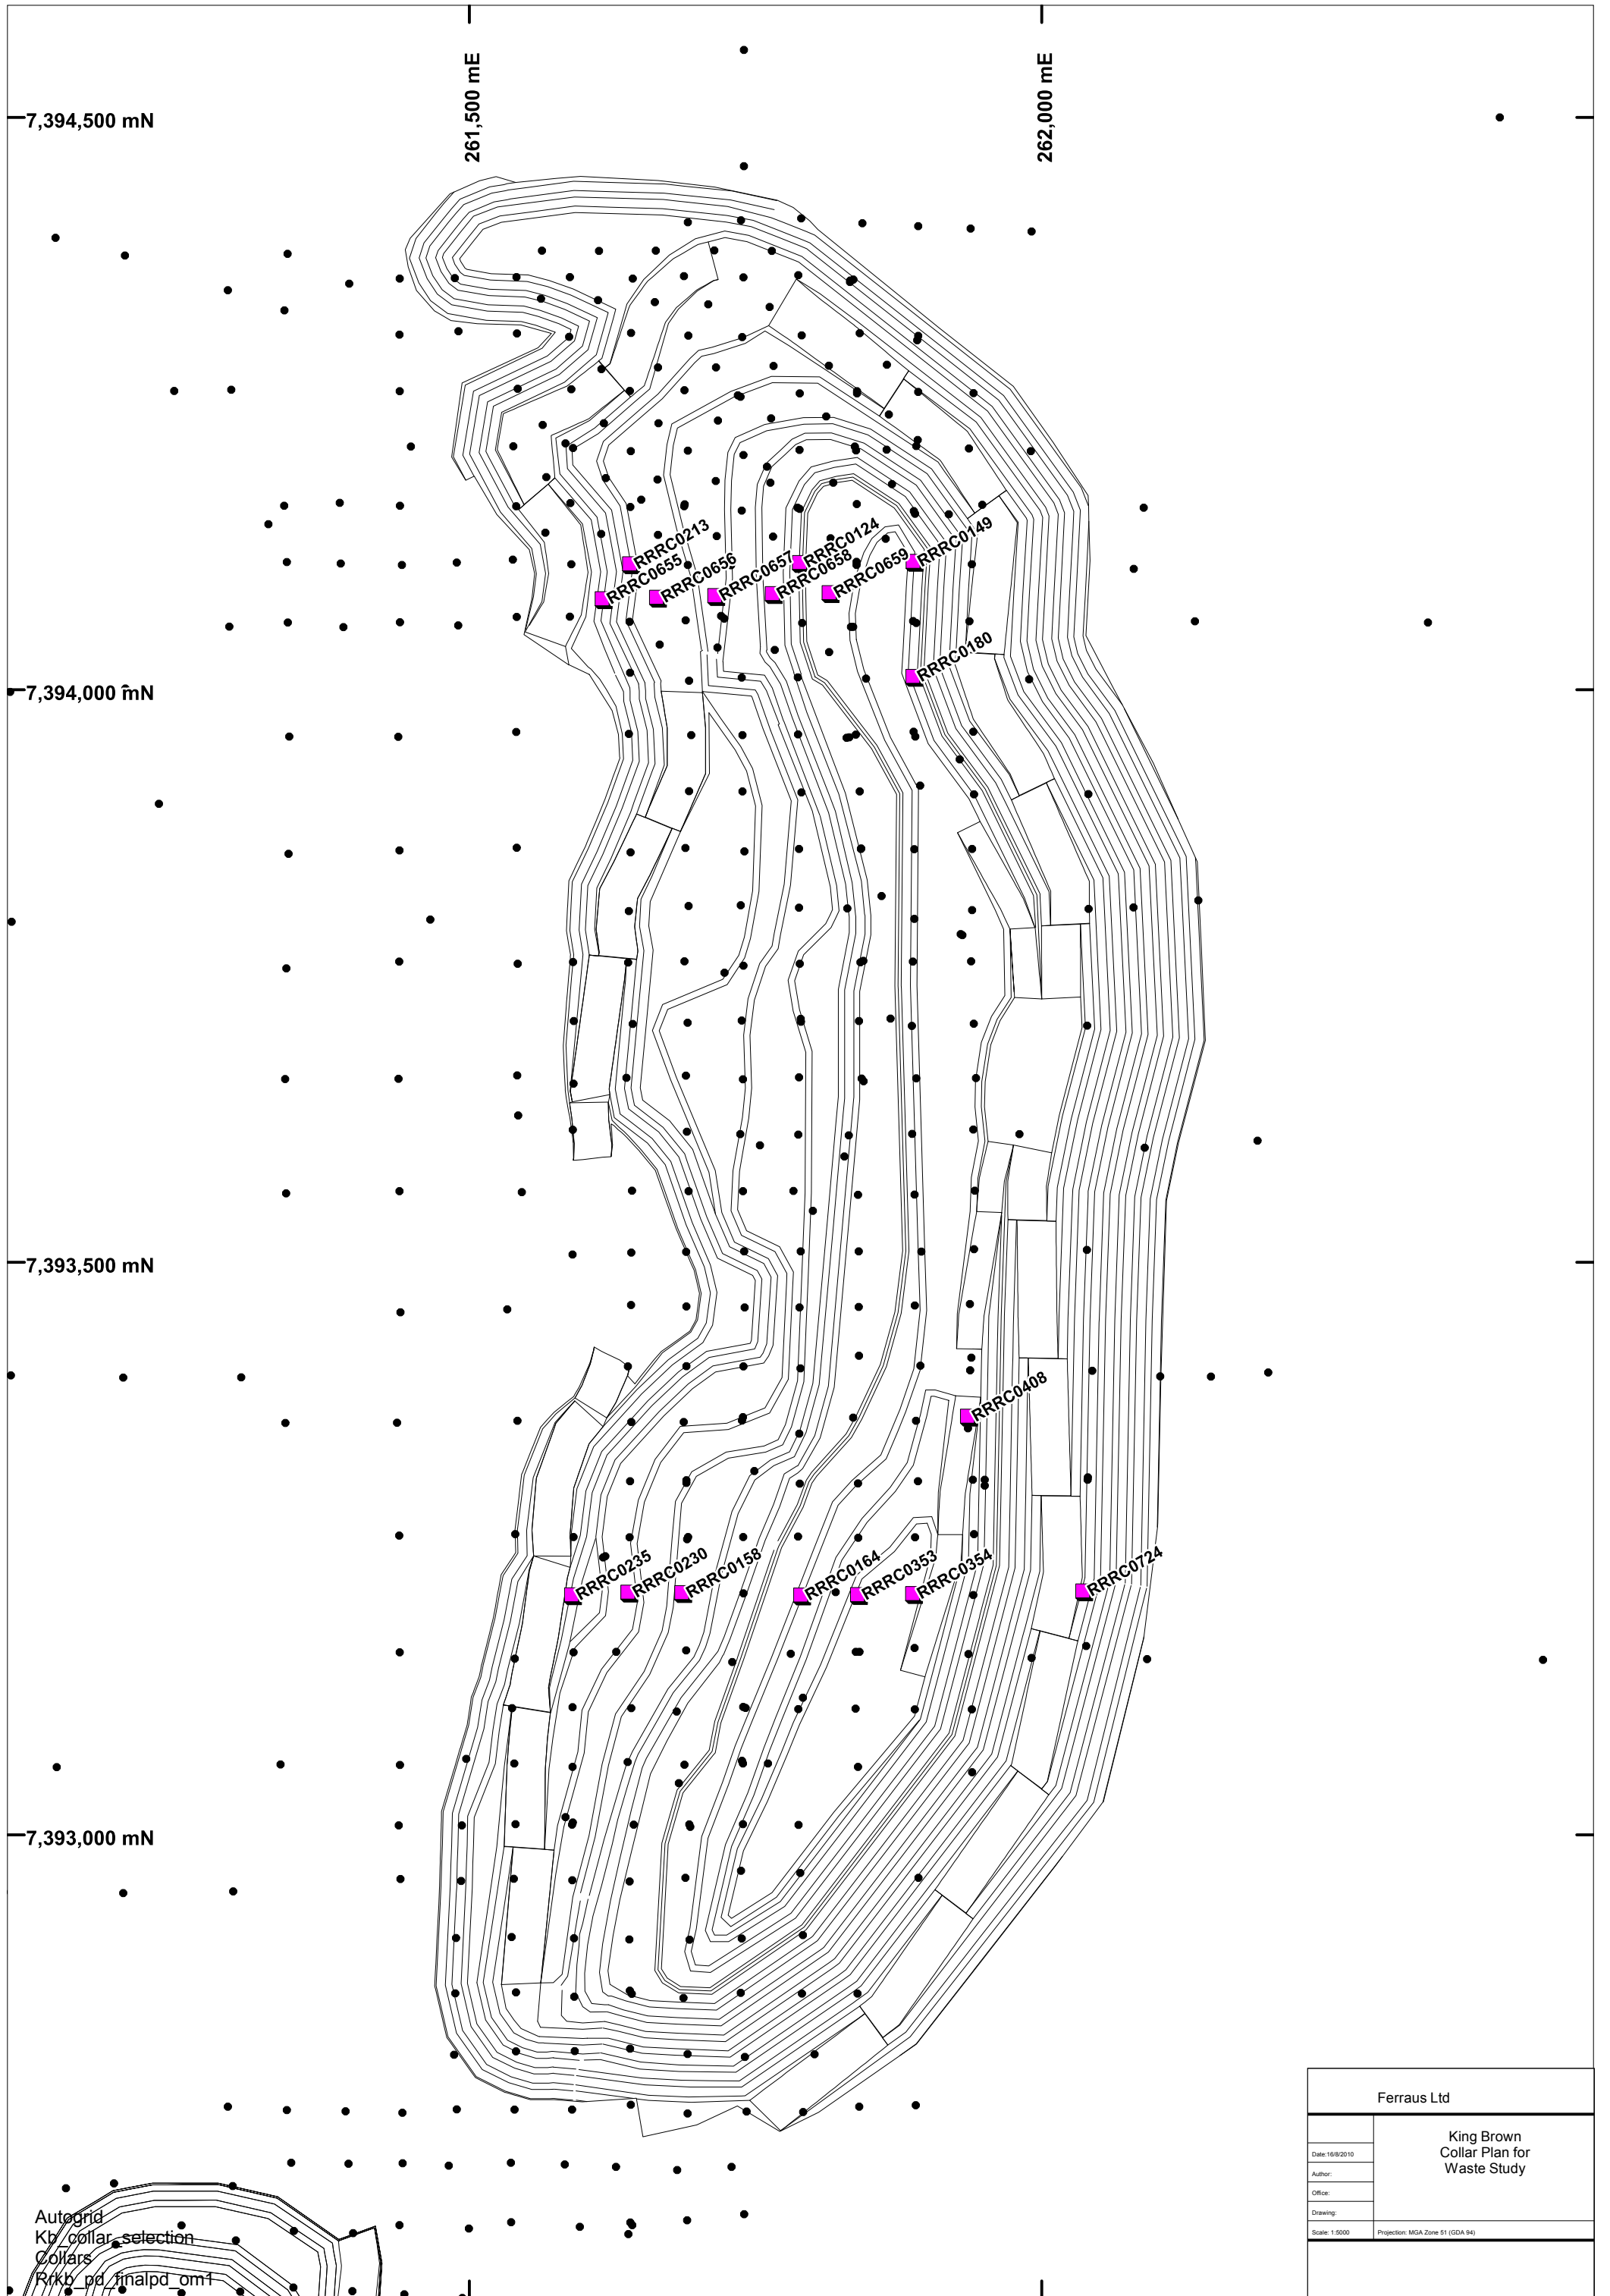 261,500 mE
262,000 mE
7,394,500 mN
RRRC0213
RRRC0655
RRRC0656
RRRC0657
RRRC0124
RRRC0658
RRRC0659
RRRC0149
RRRC0180
7,394,000 mN
7,393,500 mN
RRRC0408
RRRC0235
RRRC0230
RRRC0158
RRRC0164
RRRC0353
RRRC0354
RRRC0724
7,393,000 mN
Ferraus Ltd
King Brown
Collar Plan for
Waste Study
Date:16/8/2010
Author:
Office:
Drawing:
Scale: 1:5000
Projection: MGA Zone 51 (GDA 94)
Autogrid
Kb_collar_selection
Collars
Rrkb_pd_finalpd_om1